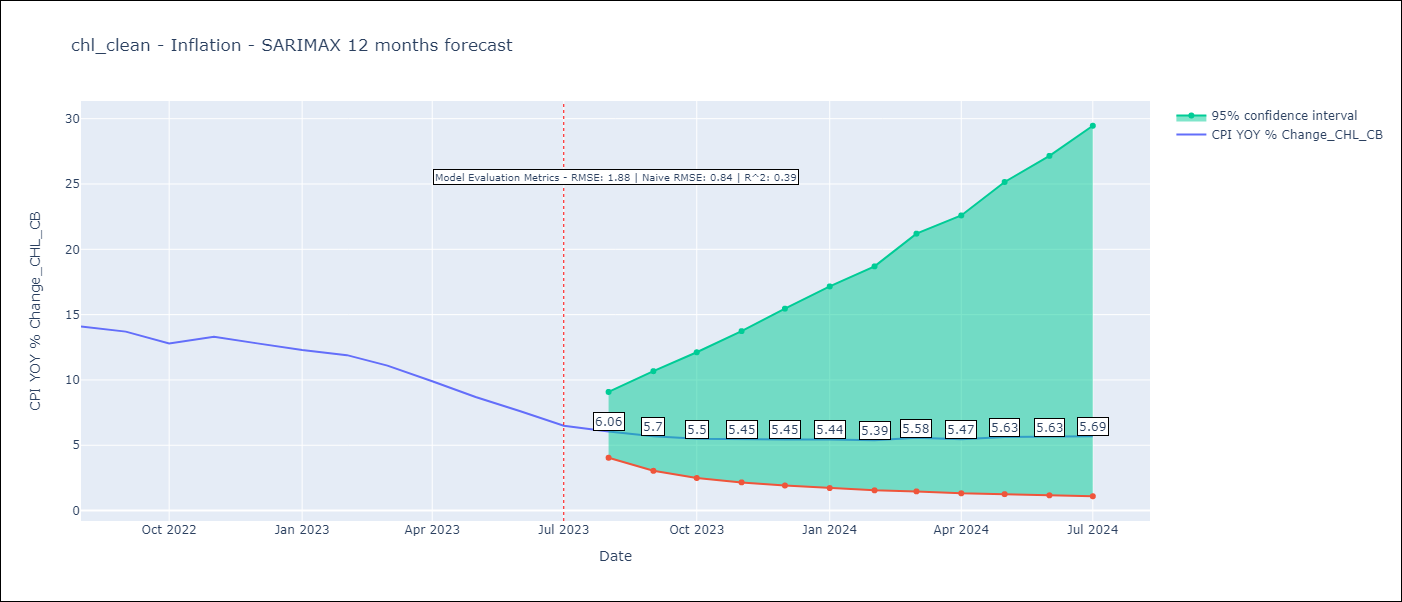 chl_clean - Inflation - SARIMAX 12 months forecast
95% confidence interval
CPI YOY % Change_CHL_CB
Model Evaluation Metrics - RMSE: 1.88 | Naive RMSE: 0.84 | R^2: 0.39
CPI YOY % Change_CHL_CB
30
25
20
15
10
5
0
6.06
5.7
5.5
5.45
5.45
5.44
5.39
5.58
5.47
5.63
5.63
5.69
Oct 2022
Jan 2023
Apr 2023
Jul 2023
Oct 2023
Jan 2024
Apr 2024
Jul 2024
Date